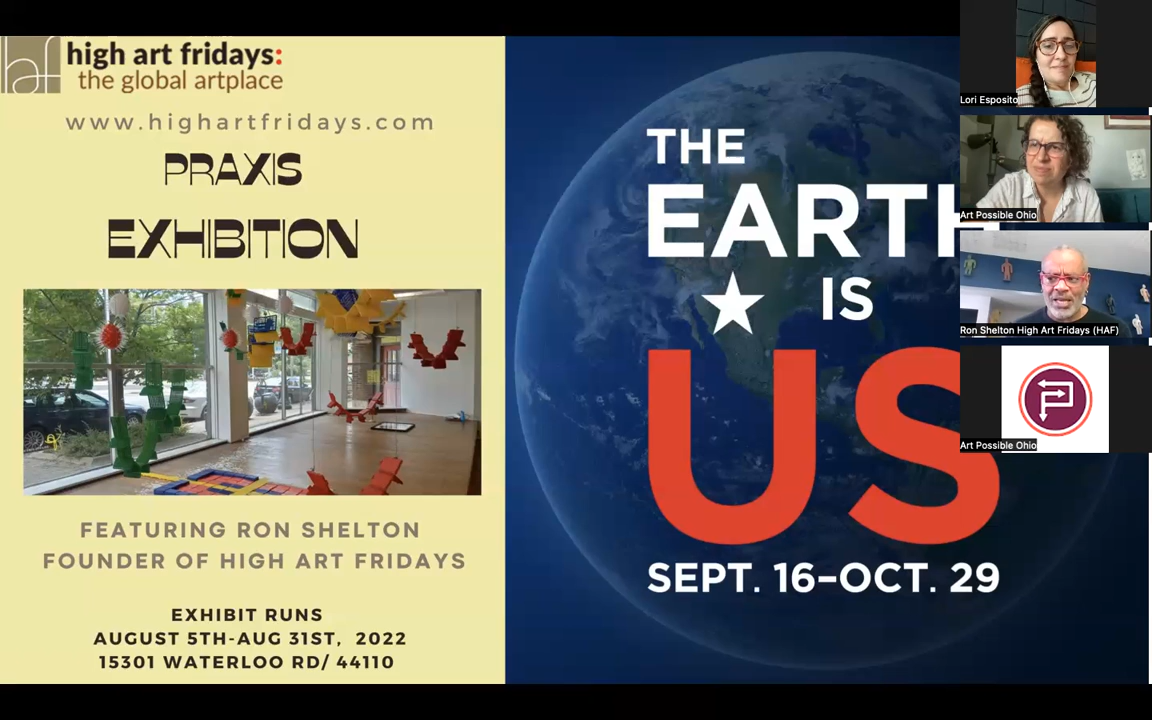 haf
high art fridays:
the global artplace
www.highartfridays.com
PRAXIS
EXHIBITION
FEATURING RON SHELTON
FOUNDER OF HIGH ART FRIDAYS
EXHIBIT RUNS
AUGUST 5TH-AUG 31ST, 2022
15301 WATERLOO RD/ 44110
THE
EARTH
IS
US
SEPT. 16–OCT. 29
Lori Esposito
Art Possible Ohio
Ron Shelton High Art Fridays (HAF)
Art Possible Ohio